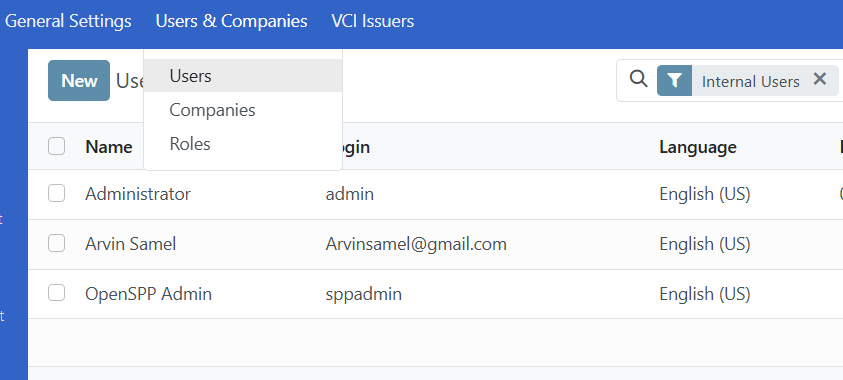 General Settings Users & Companies VCI Issuers
New Use Internal Users
Users
Companies
Roles
Name ogin Language
Administrator admin English (US)
Arvin Samel Arvinsamel@gmail.com English (US)
OpenSPP Admin sppadmin English (US)